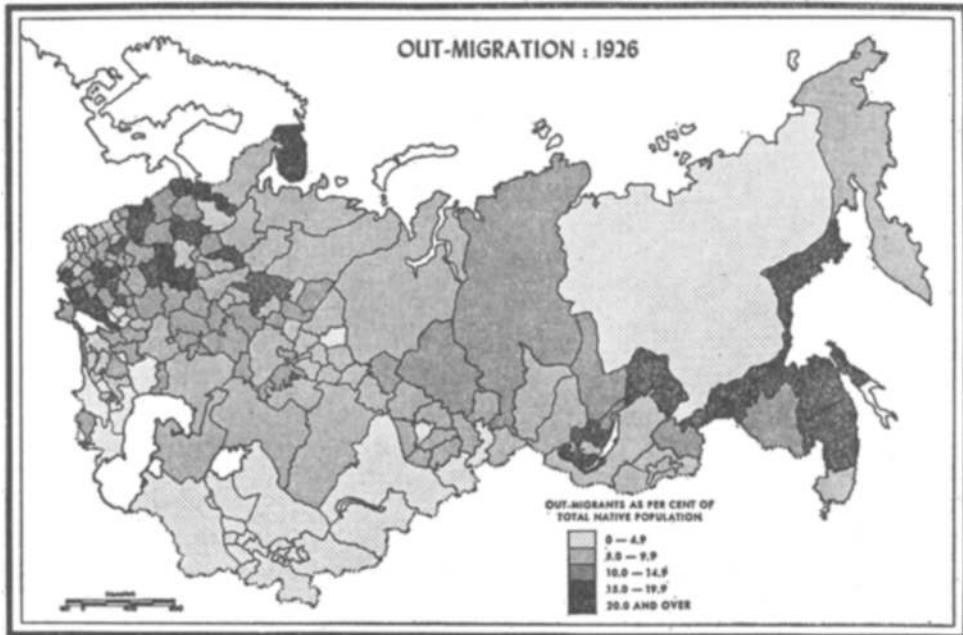 OUT-MIGRATION : 1926
OUT-MIGRANTS AS PER CENT OF
TOTAL NATIVE POPULATION
0 — 4.9
5.0 — 9.9
10.0 — 14.9
15.0 — 19.9
20.0 AND OVER